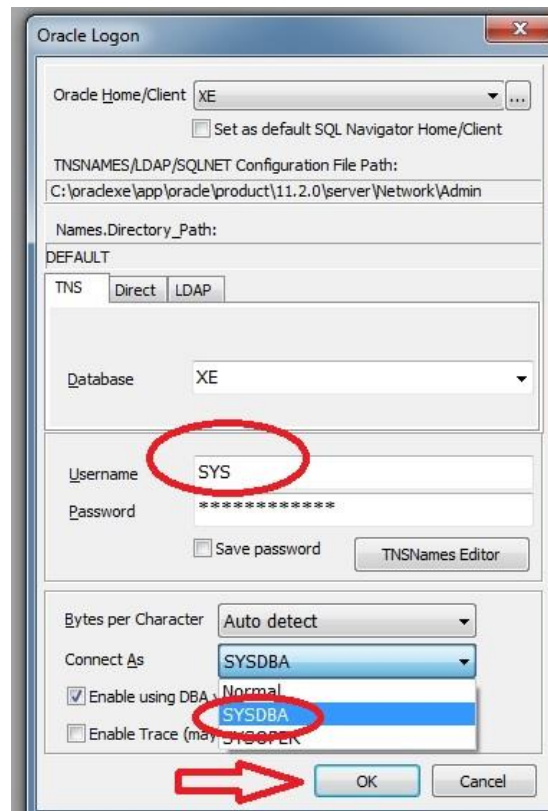 Oracle Logon
x
Oracle Home/Client XE ...
Set as default SQL Navigator Home/Client
TNSNAMES/LDAP/SQLNET Configuration File Path:
C:\oraclexe\app\oracle\product\11.2.0\server\Network\Admin
Names.Directory_Path:
DEFAULT
TNS Direct LDAP
Database XE
Username SYS
Password ************
Save password TNSNames Editor
Bytes per Character Auto detect
Connect As SYSDBA
Enable using DBA Normal
SYSDBA
Enable Trace (may SYSOPER
OK Cancel